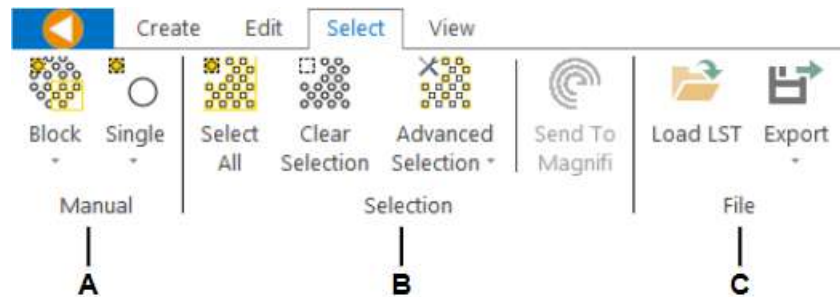 Create Edit Select View
Block Single Select All Clear Selection Advanced Selection Send To Magnifi Load LST Export
Manual Selection File
A B C